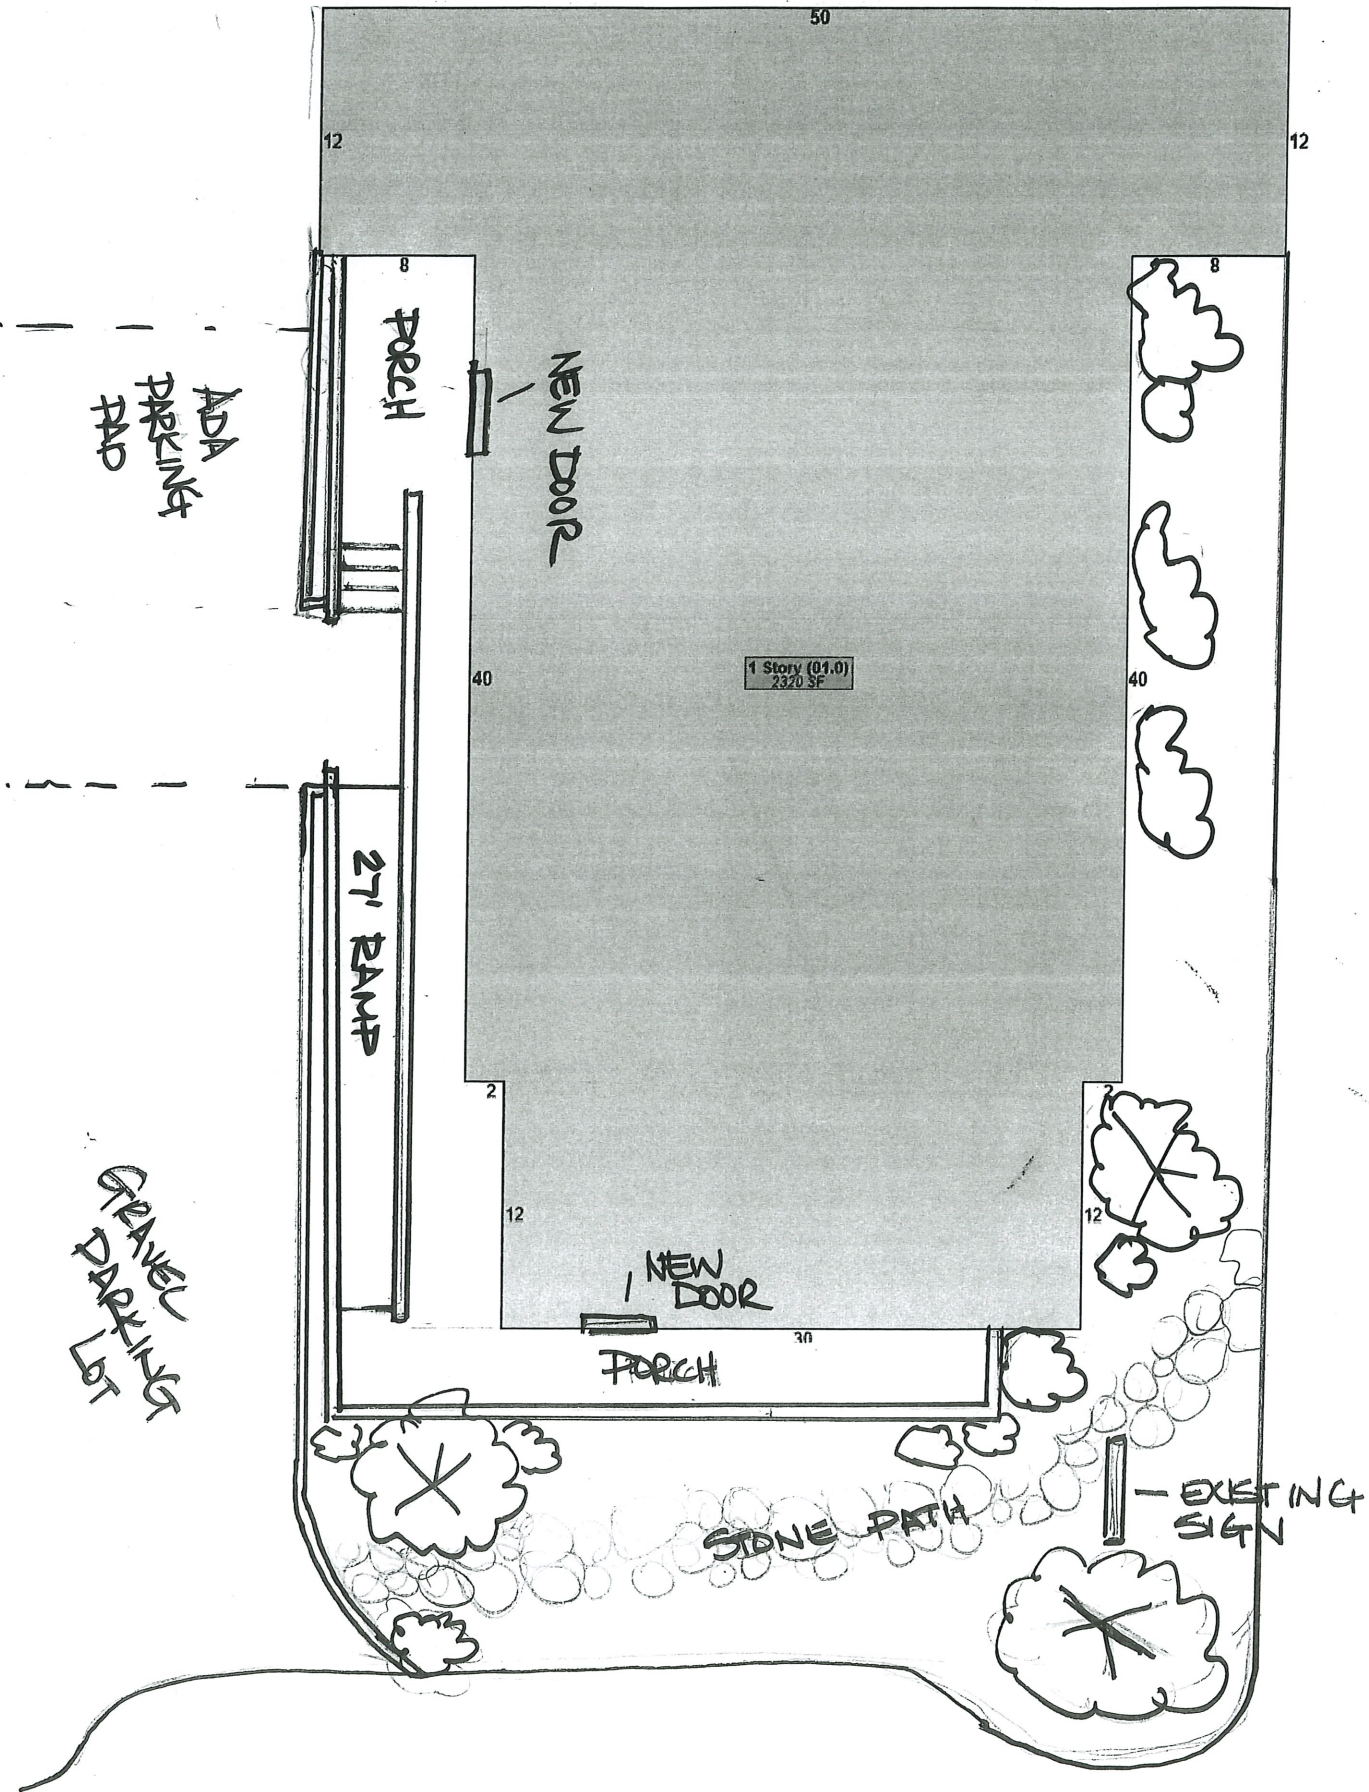 50
12
12
8
8
PORCH
NEW DOOR
ADA
PARKING
PAD
1 Story (01.0)
2320 SF
40
40
27' RAMP
2
2
12
12
GRAVEL
PARKING
LOT
NEW
DOOR
30
PORCH
STONE PATH
EXISTING
SIGN